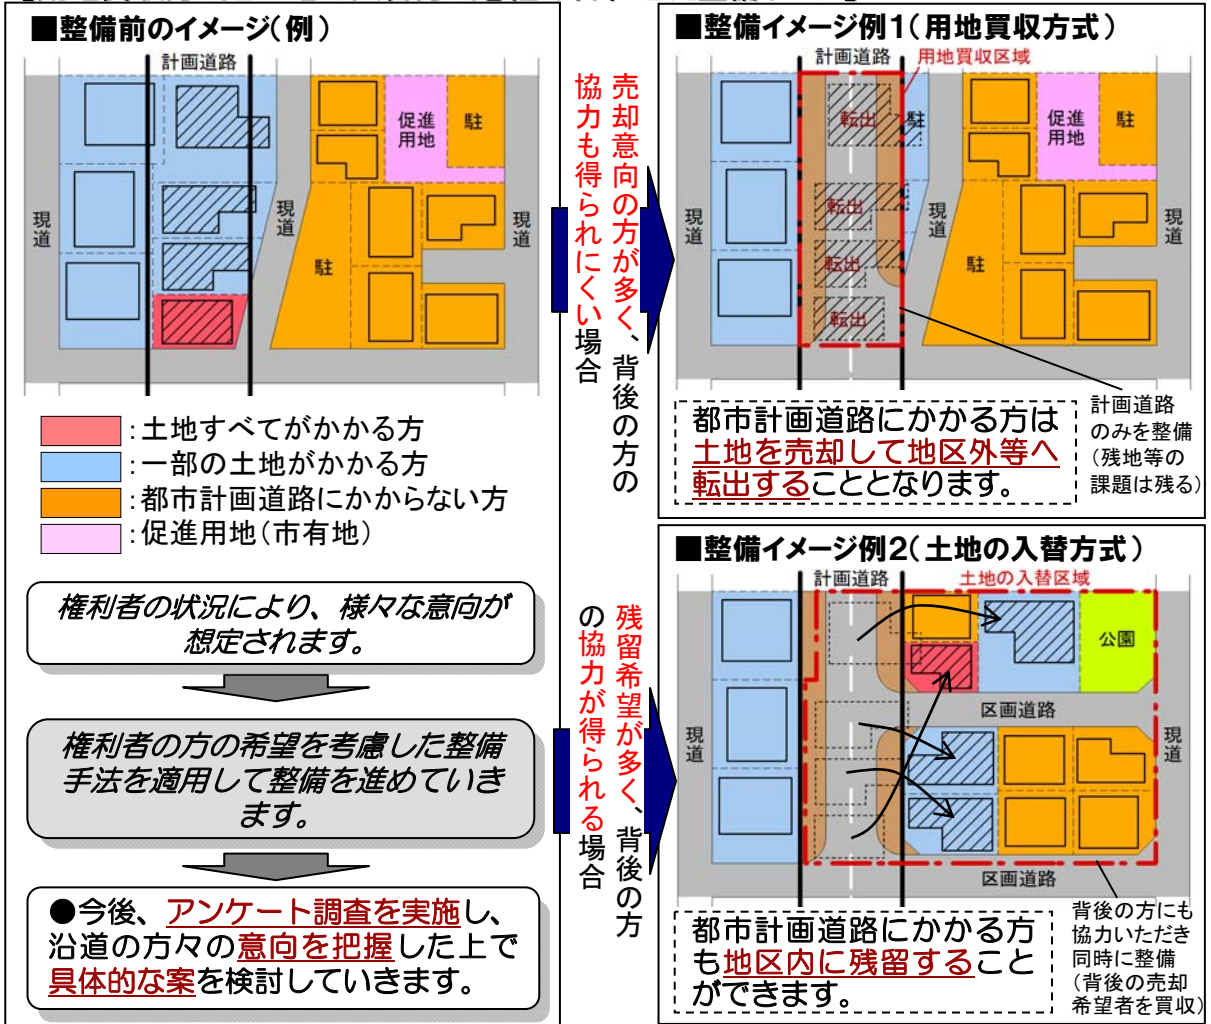 ■整備前のイメージ(例)
計画道路
促進
用地
駐
現道
現道
現道
駐
:土地すべてがかかる方
:一部の土地がかかる方
:都市計画道路にかからない方
:促進用地(市有地)
権利者の状況により、様々な意向が
想定されます。
権利者の方の希望を考慮した整備
手法を適用して整備を進めていき
ます。
●今後、アンケート調査を実施し、
沿道の方々の意向を把握した上で
具体的な案を検討していきます。
売却意向の方が多く、背後の方の
協力も得られにくい場合
残留希望が多く、背後の方
の協力が得られる場合
■整備イメージ例1(用地買収方式)
計画道路
用地買収区域
転出
駐
促進
用地
駐
現道
転出
現道
現道
転出
駐
転出
計画道路
のみを整備
(残地等の
課題は残る)
都市計画道路にかかる方は
土地を売却して地区外等へ
転出することとなります。
■整備イメージ例2(土地の入替方式)
計画道路
土地の入替区域
公園
区画道路
現道
現道
区画道路
都市計画道路にかかる方
も地区内に残留すること
ができます。
背後の方にも
協力いただき
同時に整備
(背後の売却
希望者を買収)